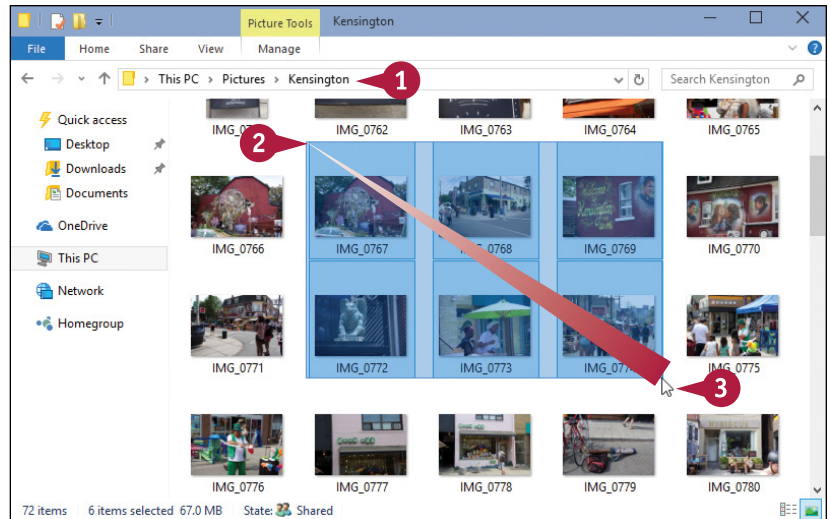 Picture Tools Kensington
File Home Share View Manage
This PC > Pictures > Kensington 1 Search Kensington
Quick access
Desktop
Downloads
Documents
OneDrive
This PC
Network
Homegroup
IMG_0762 IMG_0763 IMG_0764 IMG_0765
2
IMG_0766 IMG_0767 IMG_0768 IMG_0769 IMG_0770
IMG_0771 IMG_0772 IMG_0773 IMG_0775
3
IMG_0776 IMG_0777 IMG_0778 IMG_0779 IMG_0780
72 items 6 items selected 67.0 MB State: Shared